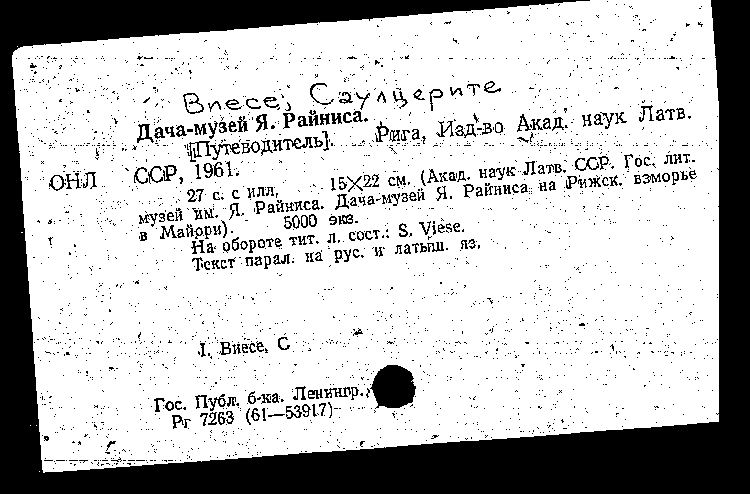 Виесе, Саулцерите
Дача-музей Я. Райниса.
[Путеводитель]. Рига, Изд-во Акад. наук Латв.
ОНЛ ССР, 1961.
27 с. с илл. 15×22 см. (Акад. наук Латв. ССР. Гос. лит.
музей им. Я. Райниса. Дача-музей Я. Райниса на Рижск. взморье
в Майори). 5000 экз.
На обороте тит. л. сост.: S. Viese.
Текст парал. на рус. и латыш. яз.
I. Виесе, С
Гос. Публ. б-ка. Ленингр.
Рг 7263 (61—53917)